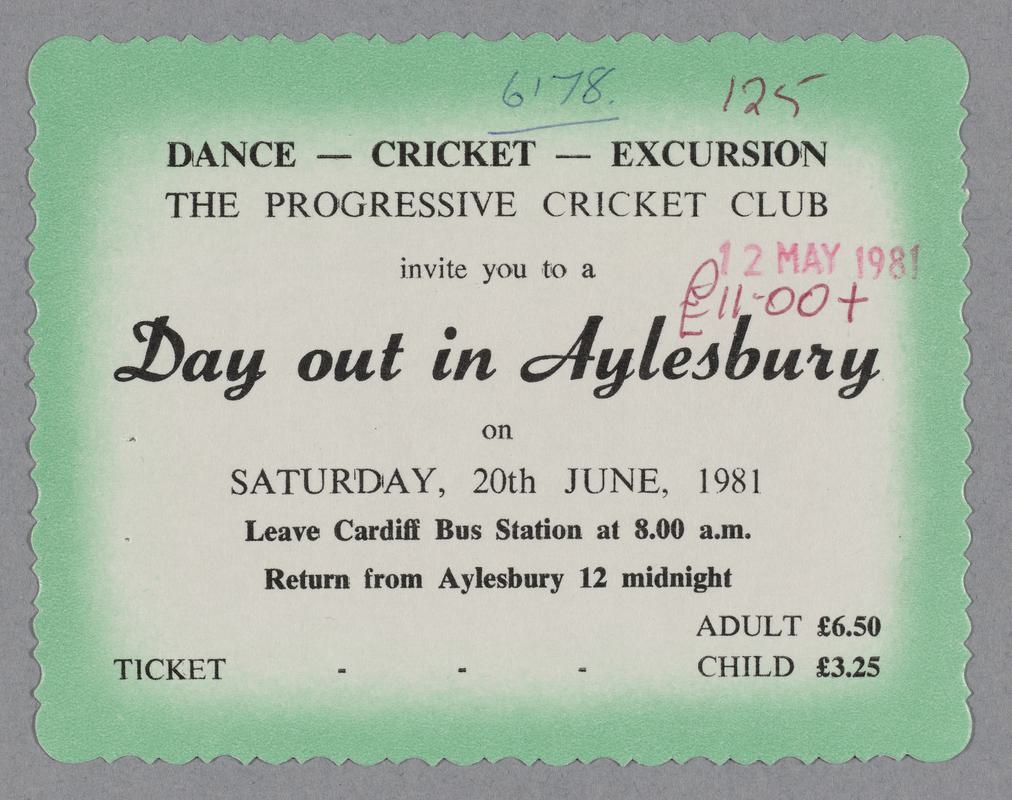 6178. 125
DANCE — CRICKET — EXCURSION
THE PROGRESSIVE CRICKET CLUB
invite you to a
12 MAY 1981
£11-00+
Day out in Aylesbury
on
SATURDAY, 20th JUNE, 1981
Leave Cardiff Bus Station at 8.00 a.m.
Return from Aylesbury 12 midnight
ADULT £6.50
TICKET - - - CHILD £3.25